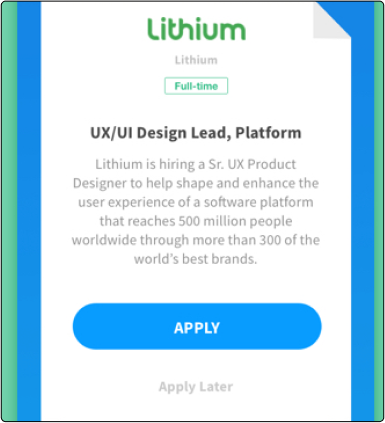 Lithium
Lithium
Full-time
UX/UI Design Lead, Platform
Lithium is hiring a Sr. UX Product
Designer to help shape and enhance the
user experience of a software platform
that reaches 500 million people
worldwide through more than 300 of the
world's best brands.
APPLY
Apply Later